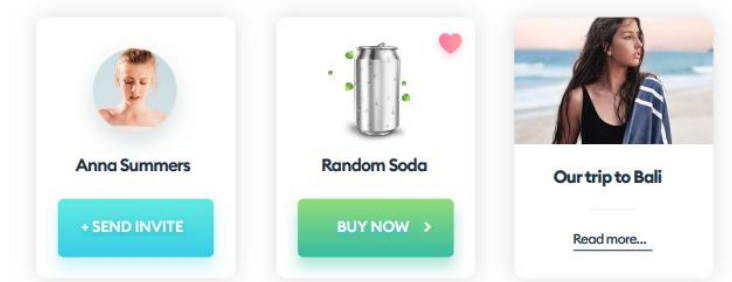 Anna Summers
+ SEND INVITE
Random Soda
BUY NOW >
Our trip to Bali
Read more...